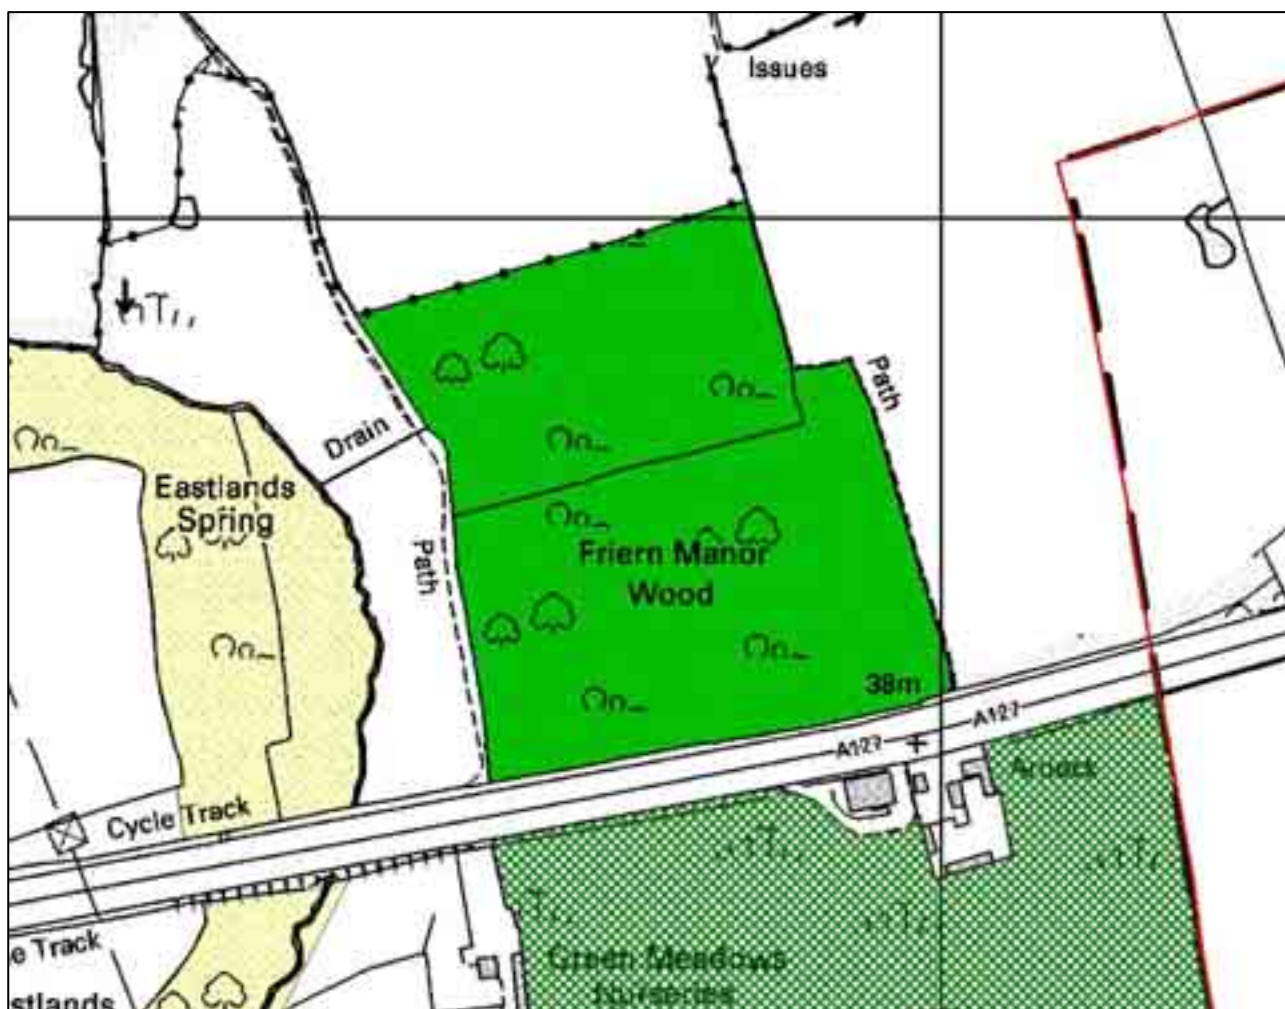 Issues
Path
Drain
Eastlands
Spring
Path
Friern Manor
Wood
38m
A127
A127
Cycle Track
Ardock
e Track
Green Meadows
Nurseries
stlands